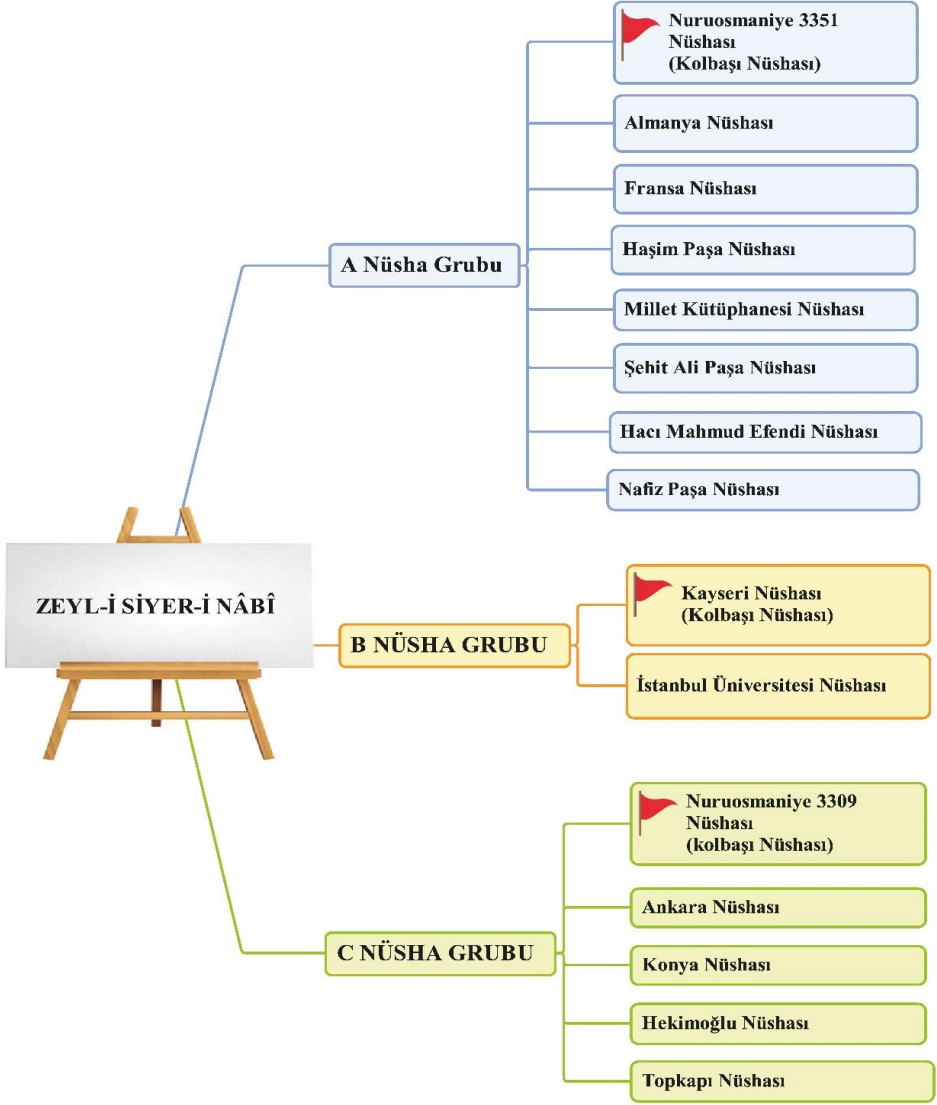 Nuruosmaniye 3351
Nüshası
(Kolbaşı Nüshası)
Almanya Nüshası
Fransa Nüshası
Haşim Paşa Nüshası
A Nüsha Grubu
Millet Kütüphanesi Nüshası
Şehit Ali Paşa Nüshası
Hacı Mahmud Efendi Nüshası
Nafiz Paşa Nüshası
ZEYL-İ SİYER-İ NÂBÎ
Kayseri Nüshası
(Kolbaşı Nüshası)
B NÜSHA GRUBU
İstanbul Üniversitesi Nüshası
Nuruosmaniye 3309
Nüshası
(kolbaşı Nüshası)
Ankara Nüshası
C NÜSHA GRUBU
Konya Nüshası
Hekimoğlu Nüshası
Topkapı Nüshası